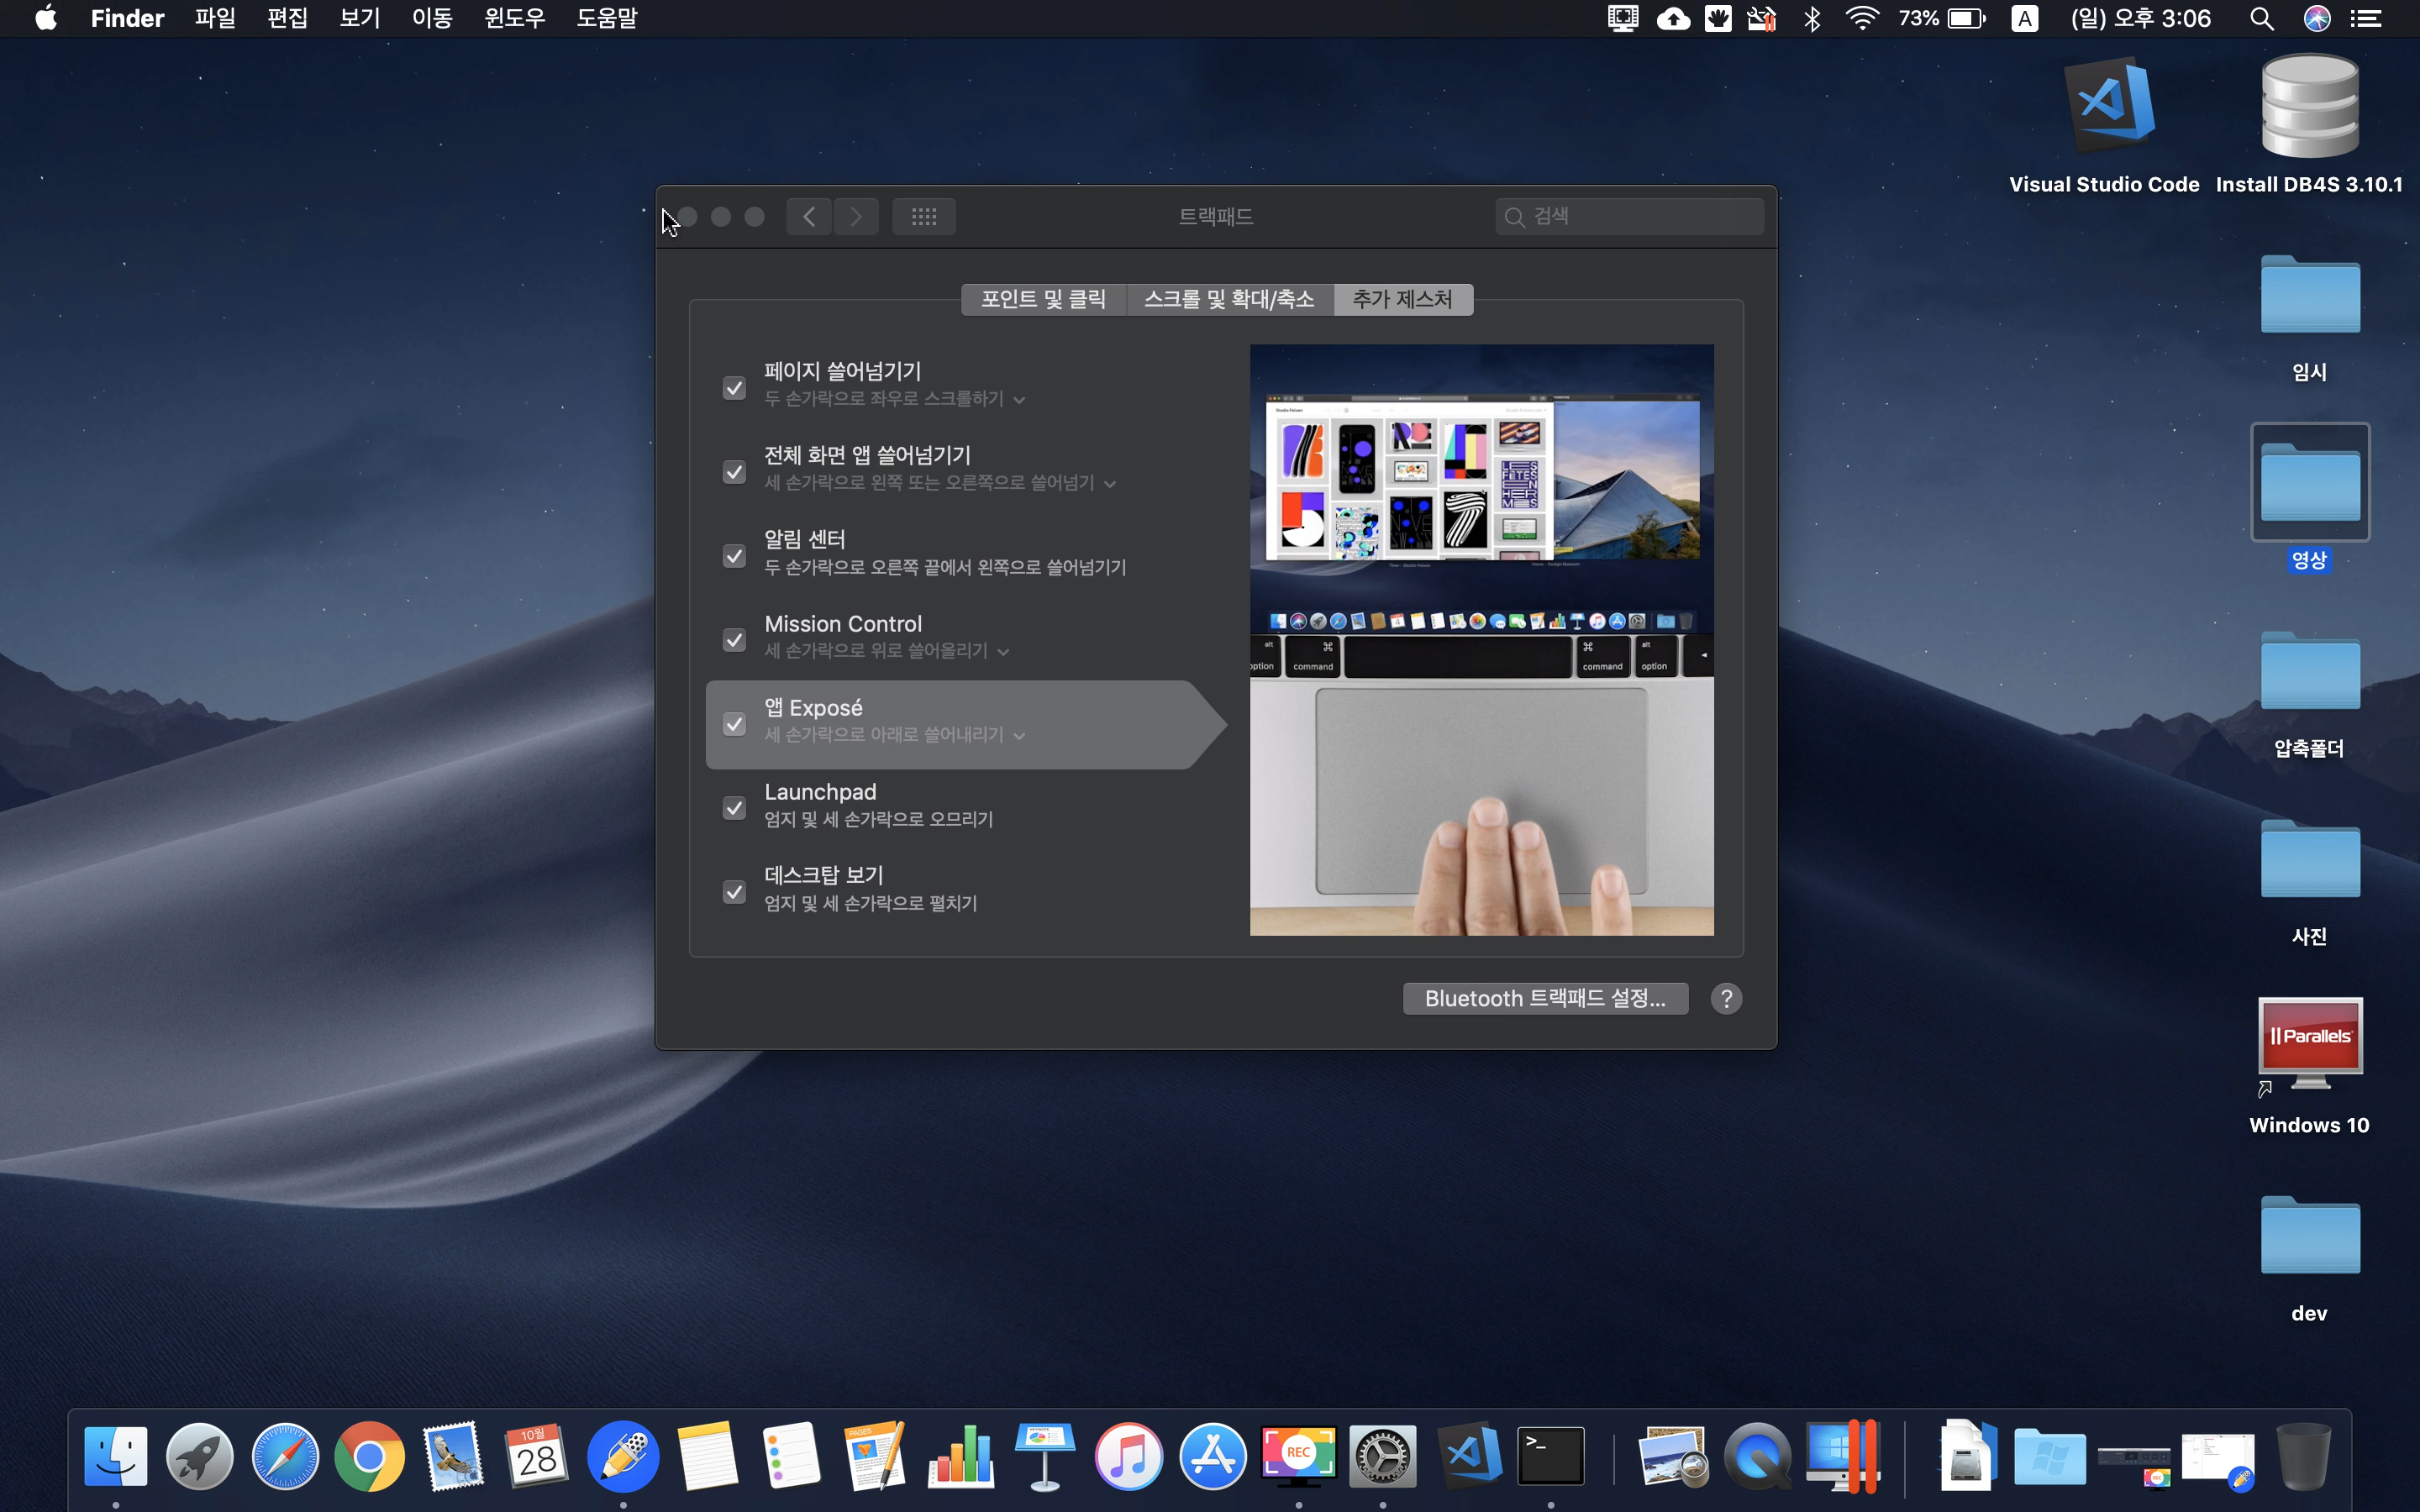 Finder 파일 편집 보기 이동 윈도우 도움말 73% A (일) 오후 3:06
Visual Studio Code
Install DB4S 3.10.1
트랙패드
검색
포인트 및 클릭
스크롤 및 확대/축소
추가 제스처
페이지 쓸어넘기기
두 손가락으로 좌우로 스크롤하기
전체 화면 앱 쓸어넘기기
세 손가락으로 왼쪽 또는 오른쪽으로 쓸어넘기
알림 센터
두 손가락으로 오른쪽 끝에서 왼쪽으로 쓸어넘기기
Mission Control
세 손가락으로 위로 쓸어올리기
앱 Exposé
세 손가락으로 아래로 쓸어내리기
Launchpad
엄지 및 세 손가락으로 오므리기
데스크탑 보기
엄지 및 세 손가락으로 펼치기
alt
option
⌘
command
⌘
command
alt
option
Bluetooth 트랙패드 설정...
?
임시
영상
압축폴더
사진
Parallels
Windows 10
dev
10월
28
PAGES
REC
>_